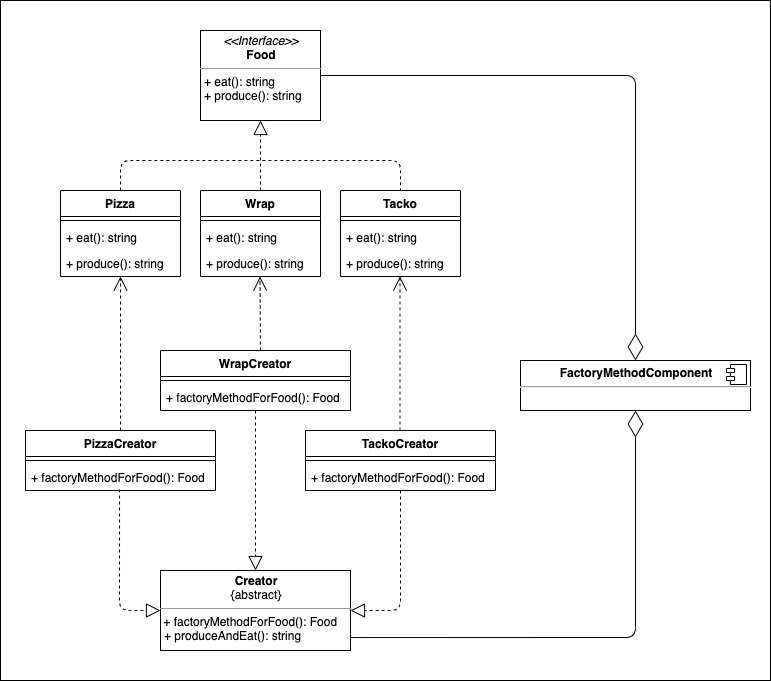 <<Interface>>
Food
+ eat(): string
+ produce(): string
Pizza
+ eat(): string
+ produce(): string
Wrap
+ eat(): string
+ produce(): string
Tacko
+ eat(): string
+ produce(): string
WrapCreator
+ factoryMethodForFood(): Food
FactoryMethodComponent
PizzaCreator
+ factoryMethodForFood(): Food
TackoCreator
+ factoryMethodForFood(): Food
Creator
{abstract}
+ factoryMethodForFood(): Food
+ produceAndEat(): string